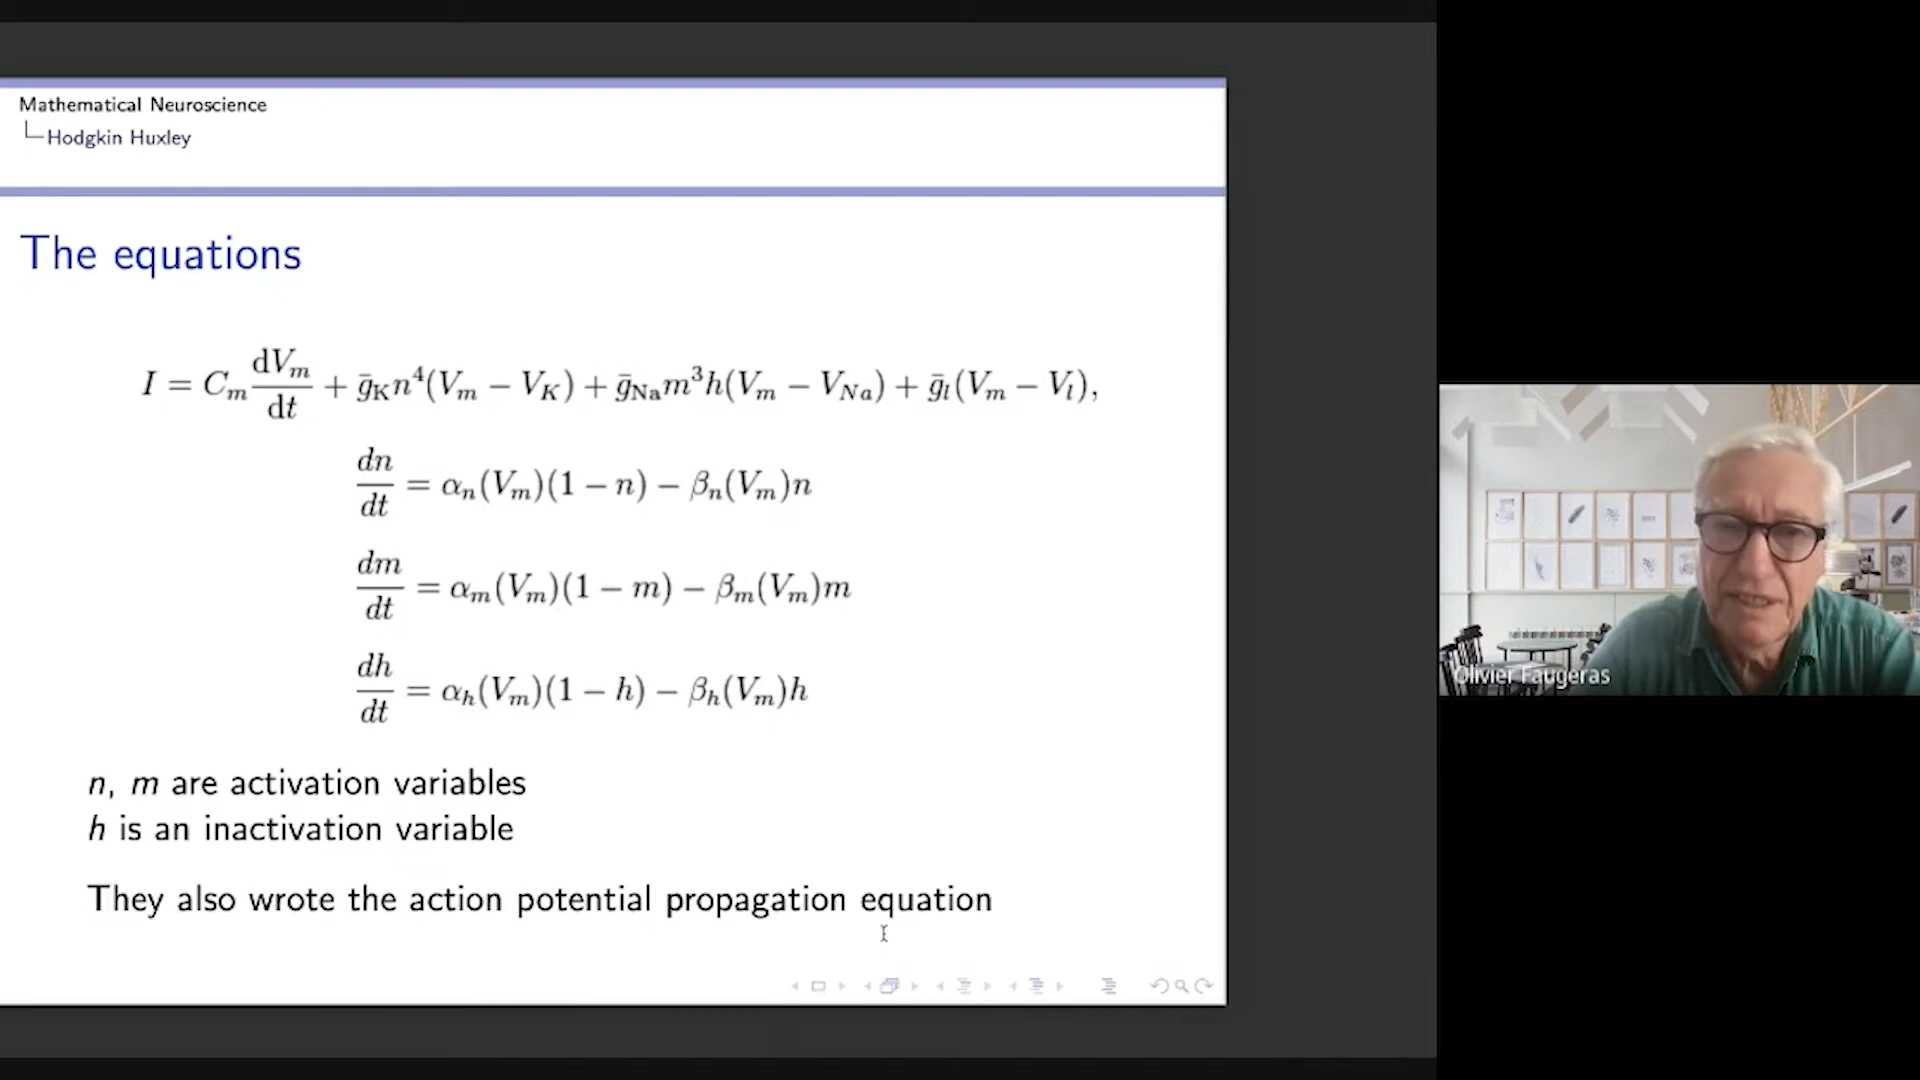 Mathematical Neuroscience
Hodgkin Huxley
The equations
I = C_m dV_m/dt + ḡ_K n⁴(V_m − V_K) + ḡ_Na m³h(V_m − V_Na) + ḡ_l(V_m − V_l),
dn/dt = α_n(V_m)(1 − n) − β_n(V_m)n
dm/dt = α_m(V_m)(1 − m) − β_m(V_m)m
dh/dt = α_h(V_m)(1 − h) − β_h(V_m)h
n, m are activation variables
h is an inactivation variable
They also wrote the action potential propagation equation
Olivier Faugeras